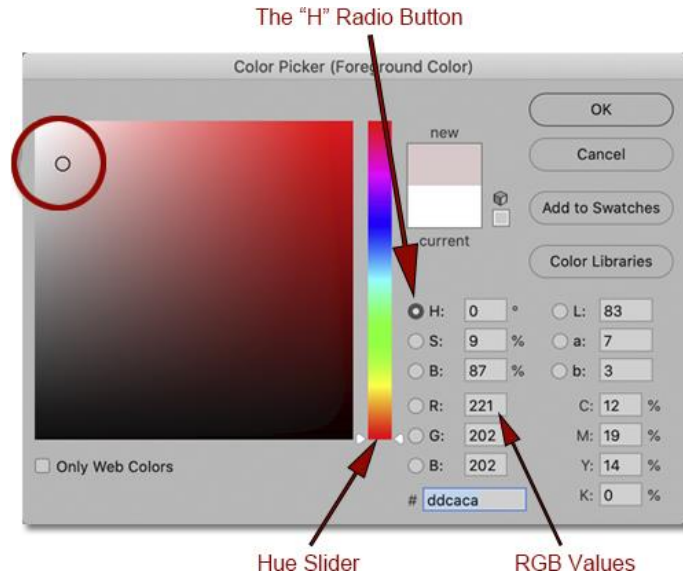 The “H” Radio Button
Color Picker (Foreground Color)
new
current
OK
Cancel
Add to Swatches
Color Libraries
H: 0 °
S: 9 %
B: 87 %
R: 221
G: 202
B: 202
# ddcaca
L: 83
a: 7
b: 3
C: 12 %
M: 19 %
Y: 14 %
K: 0 %
Only Web Colors
Hue Slider
RGB Values